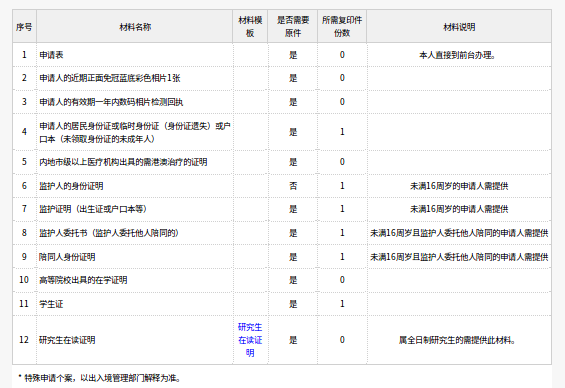 序号 材料名称 材料模板 是否需要原件 所需复印件份数 材料说明
1 申请表 是 0 本人直接到前台办理。
2 申请人的近期正面免冠蓝底彩色相片1张 是 0
3 申请人的有效期一年内数码相片检测回执 是 0
4 申请人的居民身份证或临时身份证（身份证遗失）或户口本（未领取身份证的未成年人） 是 1
5 内地市级以上医疗机构出具的需港澳治疗的证明 是 0
6 监护人的身份证明 否 1 未满16周岁的申请人需提供
7 监护证明（出生证或户口本等） 是 1 未满16周岁的申请人需提供
8 监护人委托书（监护人委托他人陪同的） 是 1 未满16周岁且监护人委托他人陪同的申请人需提供
9 陪同人身份证明 是 1 未满16周岁且监护人委托他人陪同的申请人需提供
10 高等院校出具的在学证明 是 0
11 学生证 是 1
12 研究生在读证明 研究生在读证明 是 0 属全日制研究生的需提供此材料。
* 特殊申请个案，以出入境管理部门解释为准。